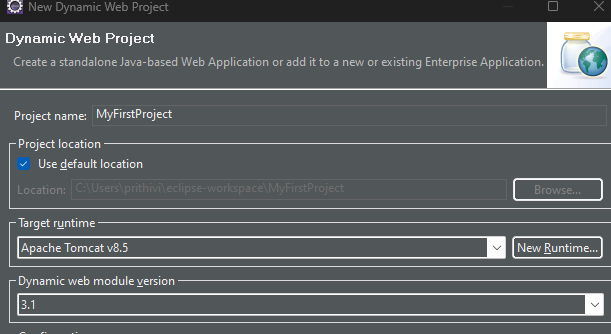 New Dynamic Web Project
Dynamic Web Project
Create a standalone Java-based Web Application or add it to a new or existing Enterprise Application.
Project name: MyFirstProject
Project location
Use default location
Location: C:\Users\prithivi\eclipse-workspace\MyFirstProject Browse...
Target runtime
Apache Tomcat v8.5 New Runtime...
Dynamic web module version
3.1